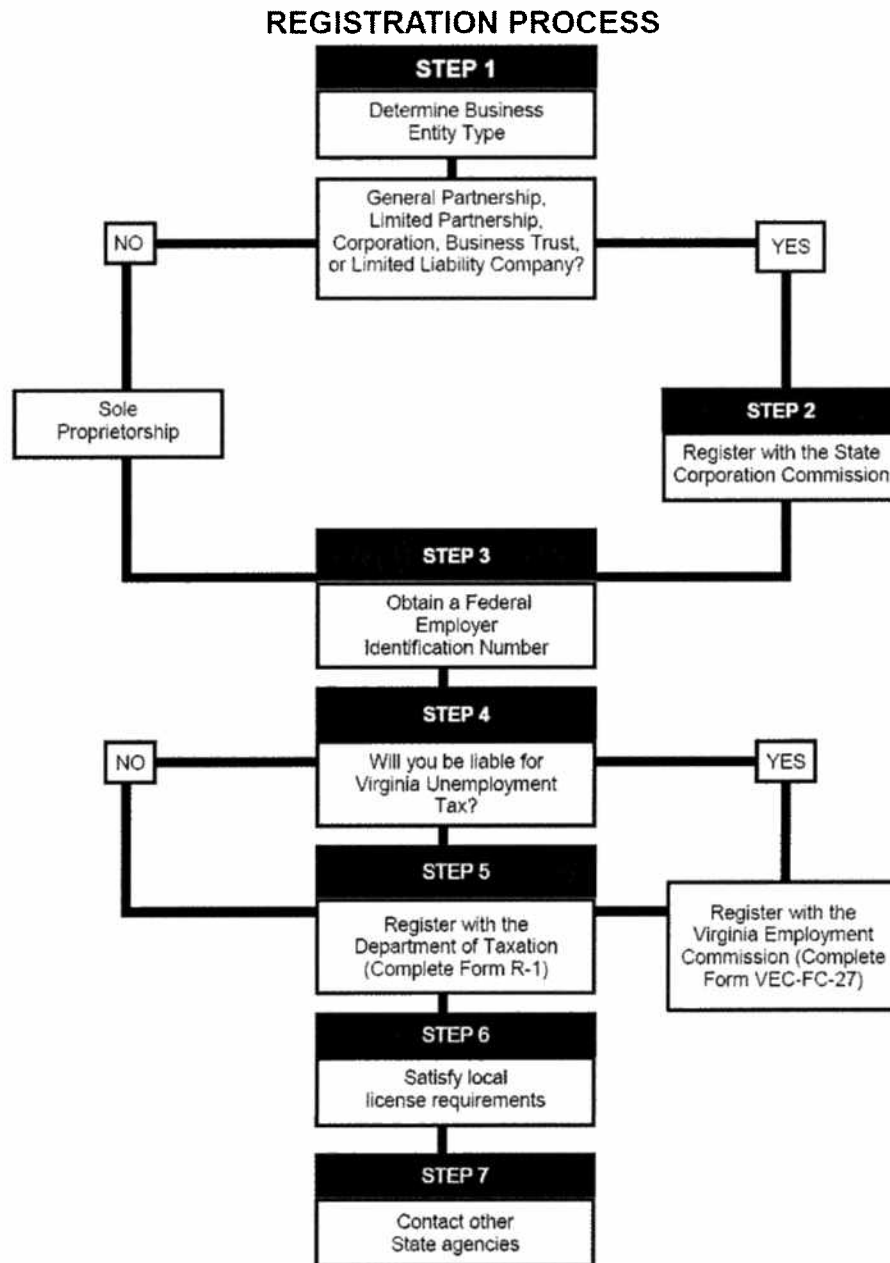 REGISTRATION PROCESS
STEP 1
Determine Business
Entity Type
General Partnership,
Limited Partnership,
Corporation, Business Trust,
or Limited Liability Company?
NO
YES
Sole
Proprietorship
STEP 2
Register with the State
Corporation Commission
STEP 3
Obtain a Federal
Employer
Identification Number
STEP 4
Will you be liable for
Virginia Unemployment
Tax?
NO
YES
STEP 5
Register with the
Department of Taxation
(Complete Form R-1)
Register with the
Virginia Employment
Commission (Complete
Form VEC-FC-27)
STEP 6
Satisfy local
license requirements
STEP 7
Contact other
State agencies